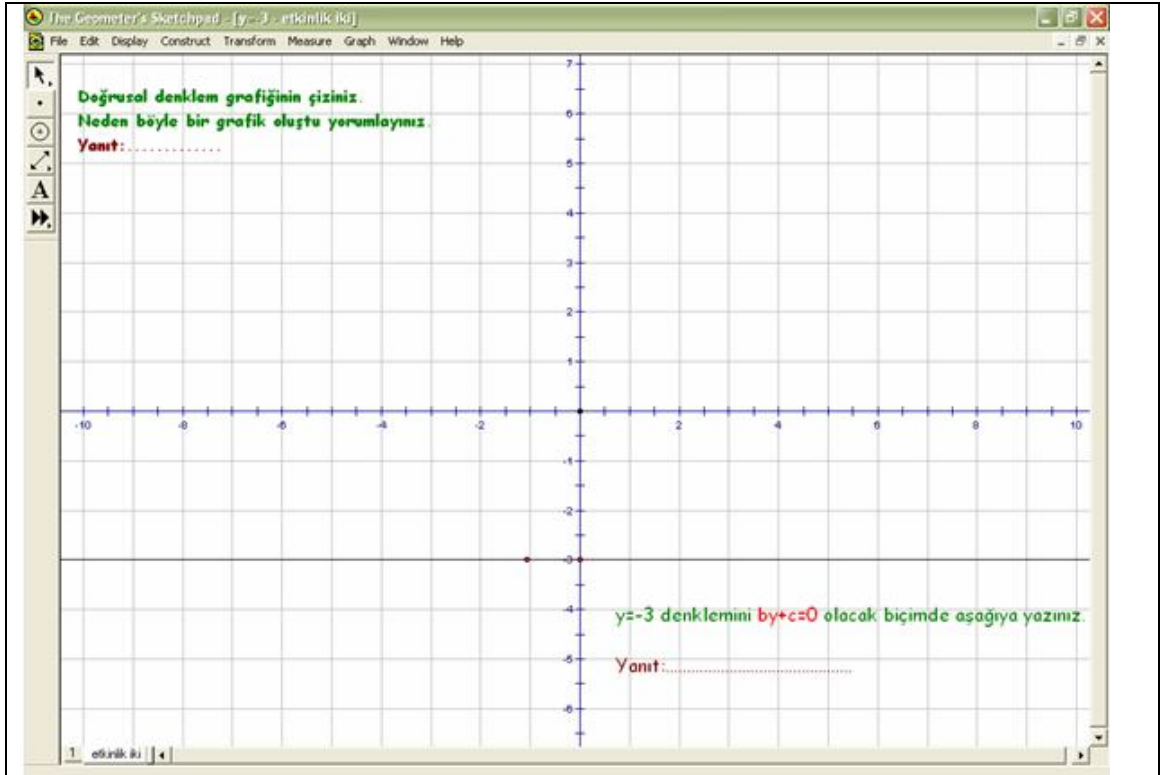 The Geometer's Sketchpad - [y=-3 - etkinlik iki]
File Edit Display Construct Transform Measure Graph Window Help
Doğrusal denklem grafiğinin çiziniz.
Neden böyle bir grafik oluştu yorumlayınız.
Yanıt:.............
A
7
6
5
4
3
2
1
-10 -8 -6 -4 -2 2 4 6 8 10
-1
-2
-3
-4
y=-3 denklemini by+c=0 olacak biçimde aşağıya yazınız.
-5
Yanıt:......................................
-6
1 etkinlik iki